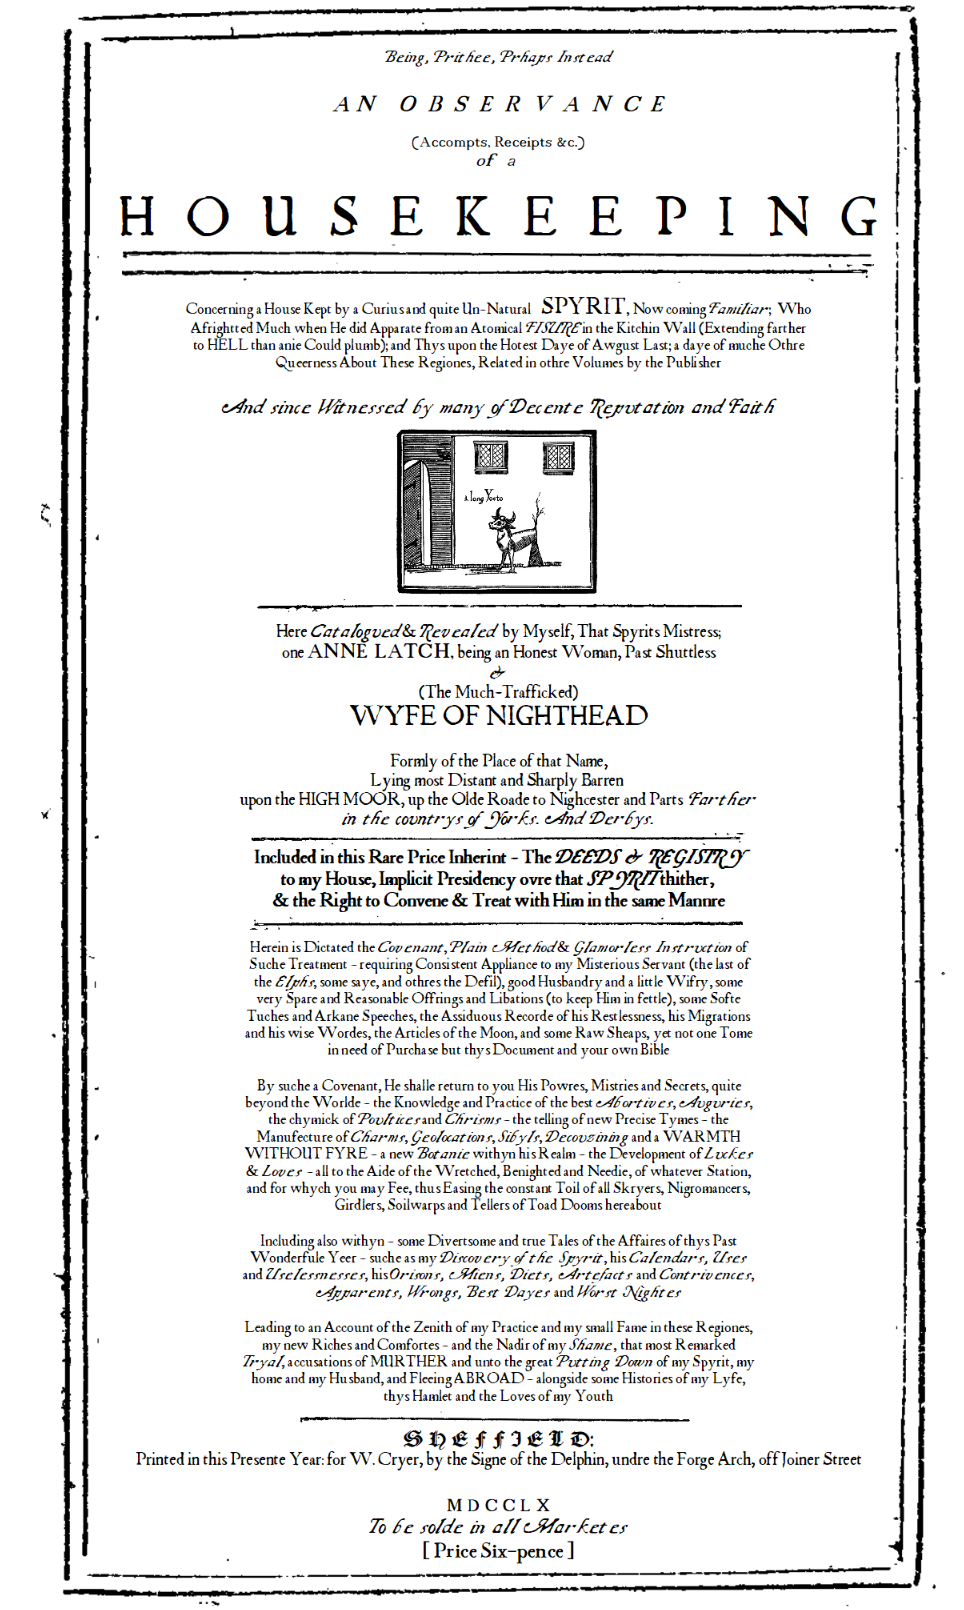 Being, Prithee, Prhaps Instead
AN OBSERVANCE
(Accompts, Receipts &c.)
of a
HOUSEKEEPING
Concerning a House Kept by a Curius and quite Un-Natural SPYRIT, Now coming Familiar; Who
Afrightted Much when He did Apparate from an Atomical FISURE in the Kitchin Wall (Extending farther
to HELL than anie Could plumb); and Thys upon the Hotest Daye of Awgust Last; a daye of muche Othre
Queerness About These Regiones, Related in othre Volumes by the Publisher
And since Witnessed by many of Decente Reputation and Faith
A long Yowto
Here Catalogued & Revealed by Myself, That Spyrits Mistress;
one ANNE LATCH, being an Honest Woman, Past Shuttless
&
(The Much-Trafficked)
WYFE OF NIGHTHEAD
Formly of the Place of that Name,
Lying most Distant and Sharply Barren
upon the HIGH MOOR, up the Olde Roade to Nighcester and Parts Farther
in the countrys of Yorks. And Derbys.
Included in this Rare Price Inherint - The DEEDS & REGISTRY
to my House, Implicit Presidency ovre that SPYRIT thither,
& the Right to Convene & Treat with Him in the same Mannre
Herein is Dictated the Covenant, Plain Method & Glamorless Instruction of
Suche Treatment - requiring Consistent Appliance to my Misterious Servant (the last of
the Elphs, some saye, and othres the Defil), good Husbandry and a little Wifry, some
very Spare and Reasonable Offrings and Libations (to keep Him in fettle), some Softe
Tuches and Arkane Speeches, the Assiduous Recorde of his Restlessness, his Migrations
and his wise Wordes, the Articles of the Moon, and some Raw Sheaps, yet not one Tome
in need of Purchase but thys Document and your own Bible
By suche a Covenant, He shalle return to you His Powres, Mistries and Secrets, quite
beyond the Worlde - the Knowledge and Practice of the best Abortives, Auguries,
the chymick of Poultices and Chrisms - the telling of new Precise Tymes - the
Manufecture of Charms, Geolocations, Sibyls, Decouzining and a WARMTH
WITHOUT FYRE - a new Botanie withyn his Realm - the Development of Luckes
& Loves - all to the Aide of the Wretched, Benighted and Needie, of whatever Station,
and for whych you may Fee, thus Easing the constant Toil of all Skryers, Nigromancers,
Girdlers, Soilwarps and Tellers of Toad Dooms hereabout
Including also withyn - some Divertsome and true Tales of the Affaires of thys Past
Wonderfule Yeer - suche as my Discovery of the Spyrit, his Calendars, Uses
and Uselessnesses, his Orisons, Miens, Diets, Artefacts and Contrivences,
Apparents, Wrongs, Best Dayes and Worst Nightes
Leading to an Account of the Zenith of my Practice and my small Fame in these Regiones,
my new Riches and Comfortes - and the Nadir of my Shame, that most Remarked
Tryal, accusations of MURTHER and unto the great Putting Down of my Spyrit, my
home and my Husband, and Fleeing ABROAD - alongside some Histories of my Lyfe,
thys Hamlet and the Loves of my Youth
SHEFFIELD:
Printed in this Presente Year: for W. Cryer, by the Signe of the Delphin, undre the Forge Arch, off Joiner Street
MDCCLX
To be solde in all Marketes
[ Price Six-pence ]